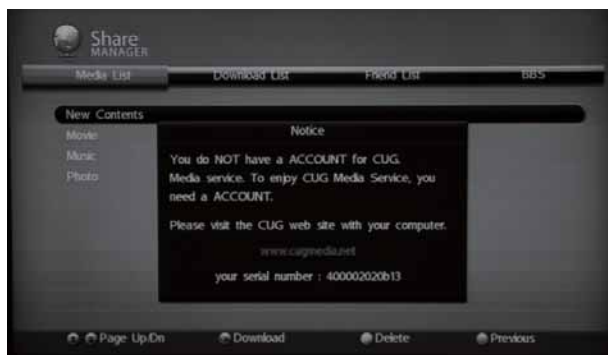 Share
MANAGER
Media List Download List Friend List BBS
New Contents
Movie
Music
Photo
Notice
You do NOT have a ACCOUNT for CUG.
Media service. To enjoy CUG Media Service, you
need a ACCOUNT.
Please visit the CUG web site with your computer.
www.cugmedia.net
your serial number : 400002020b13
Page Up/Dn Download Delete Previous